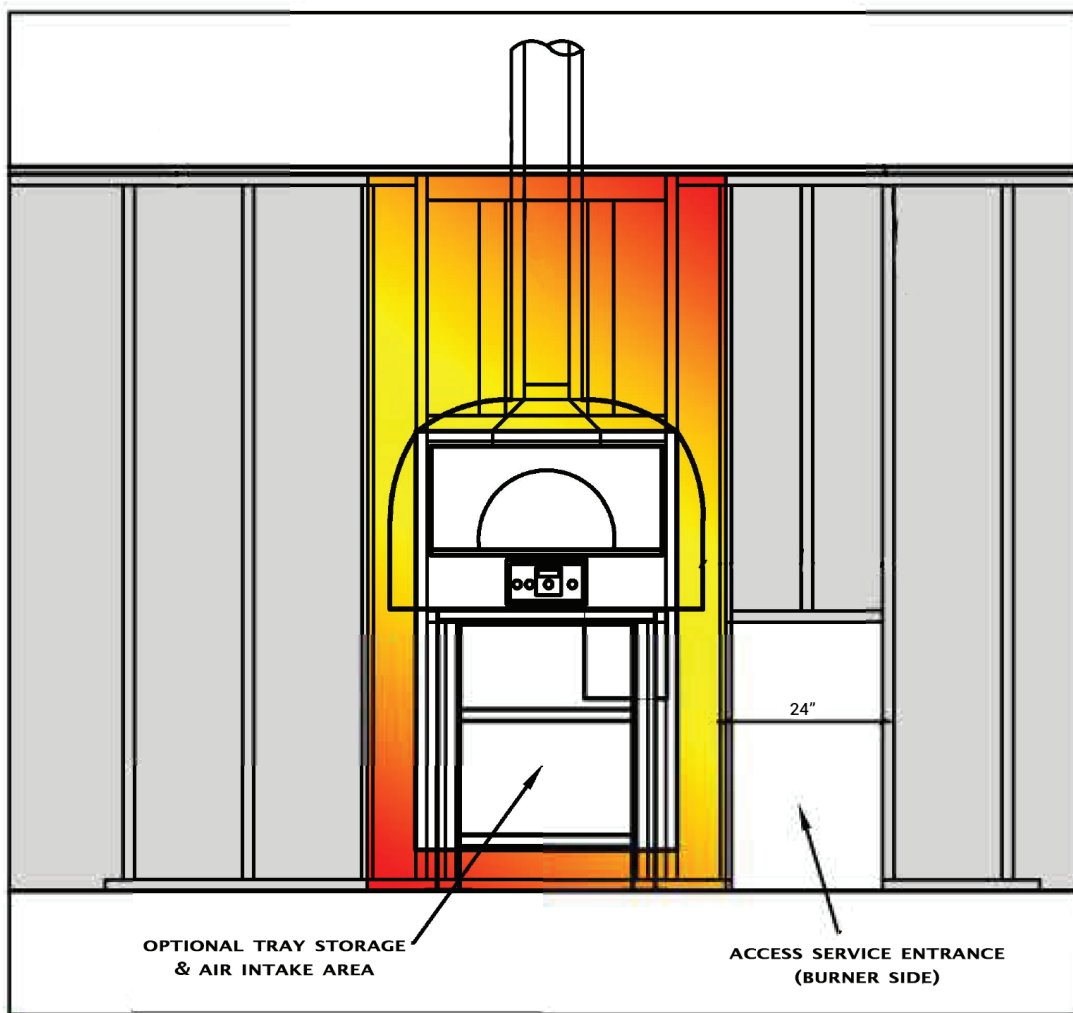 24”
OPTIONAL TRAY STORAGE
& AIR INTAKE AREA
ACCESS SERVICE ENTRANCE
(BURNER SIDE)